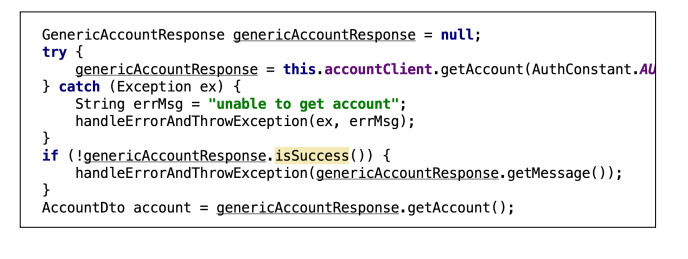 GenericAccountResponse genericAccountResponse = null;
try {
    genericAccountResponse = this.accountClient.getAccount(AuthConstant.AU
} catch (Exception ex) {
    String errMsg = "unable to get account";
    handleErrorAndThrowException(ex, errMsg);
}
if (!genericAccountResponse.isSuccess()) {
    handleErrorAndThrowException(genericAccountResponse.getMessage());
}
AccountDto account = genericAccountResponse.getAccount();